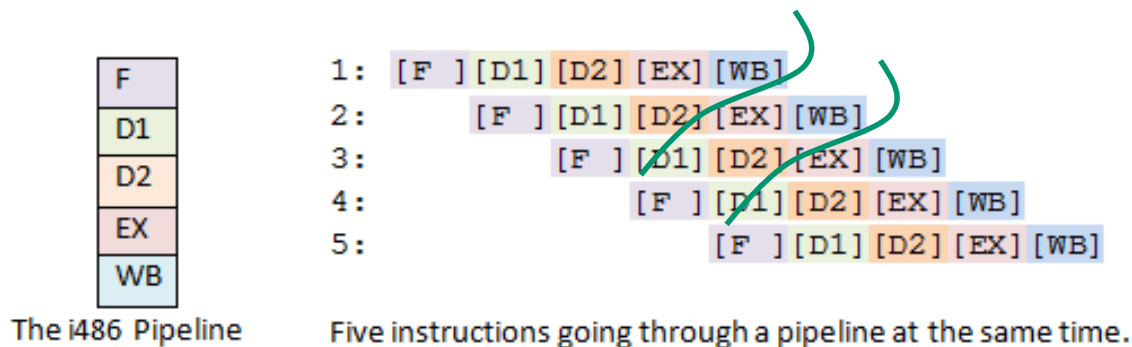 F
D1
D2
EX
WB
The i486 Pipeline
1: [F ][D1][D2][EX][WB]
2: [F ][D1][D2][EX][WB]
3: [F ][D1][D2][EX][WB]
4: [F ][D1][D2][EX][WB]
5: [F ][D1][D2][EX][WB]
Five instructions going through a pipeline at the same time.